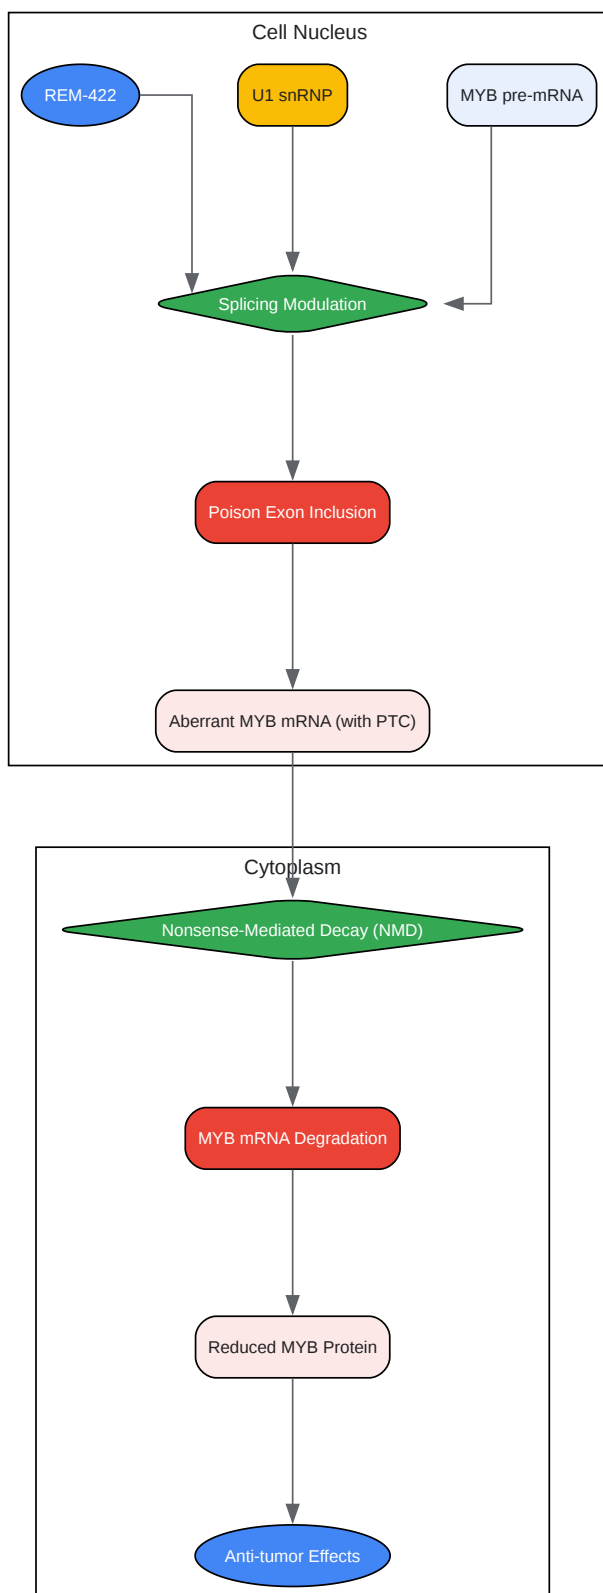 Cell Nucleus
REM-422
U1 snRNP
MYB pre-mRNA
Splicing Modulation
Poison Exon Inclusion
Aberrant MYB mRNA (with PTC)
Cytoplasm
Nonsense-Mediated Decay (NMD)
MYB mRNA Degradation
Reduced MYB Protein
Anti-tumor Effects